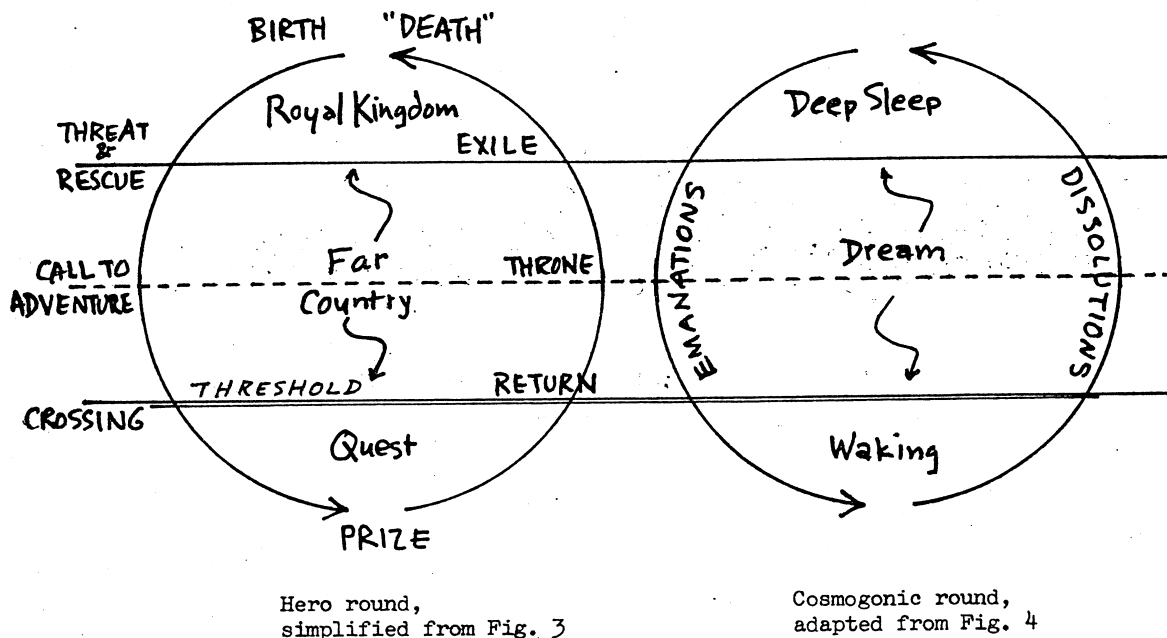 BIRTH "DEATH"
Royal Kingdom
THREAT
&
RESCUE
EXILE
Far
Country
THRONE
CALL TO
ADVENTURE
THRESHOLD
RETURN
CROSSING
Quest
PRIZE
Hero round,
simplified from Fig. 3
Deep Sleep
EMANATIONS
DISSOLUTIONS
Dream
Waking
Cosmogonic round,
adapted from Fig. 4